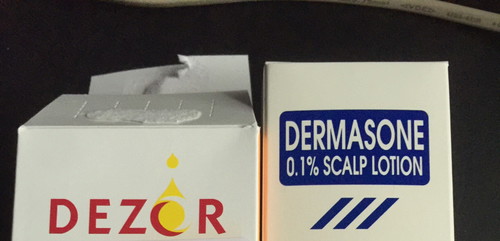 DEZOR
DERMASONE
0.1% SCALP LOTION